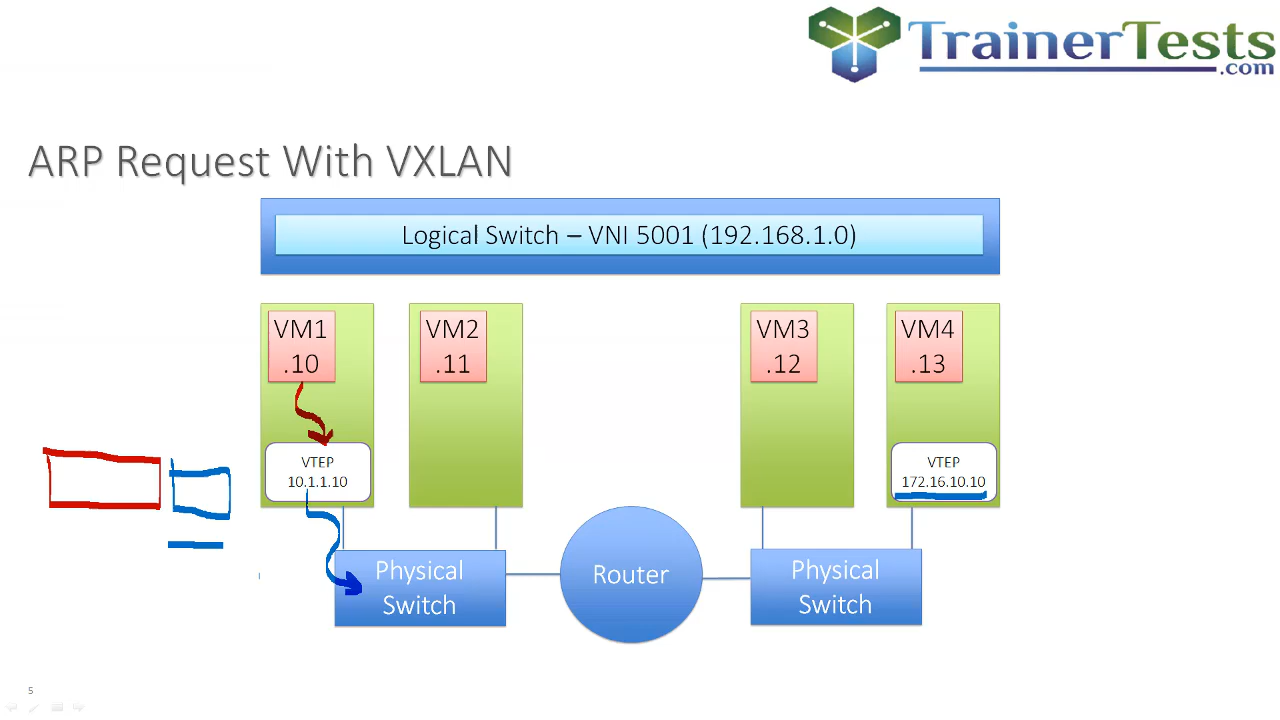 TrainerTests
.com
ARP Request With VXLAN
Logical Switch – VNI 5001 (192.168.1.0)
VM1
.10
VM2
.11
VM3
.12
VM4
.13
VTEP
10.1.1.10
VTEP
172.16.10.10
Physical
Switch
Router
Physical
Switch
5